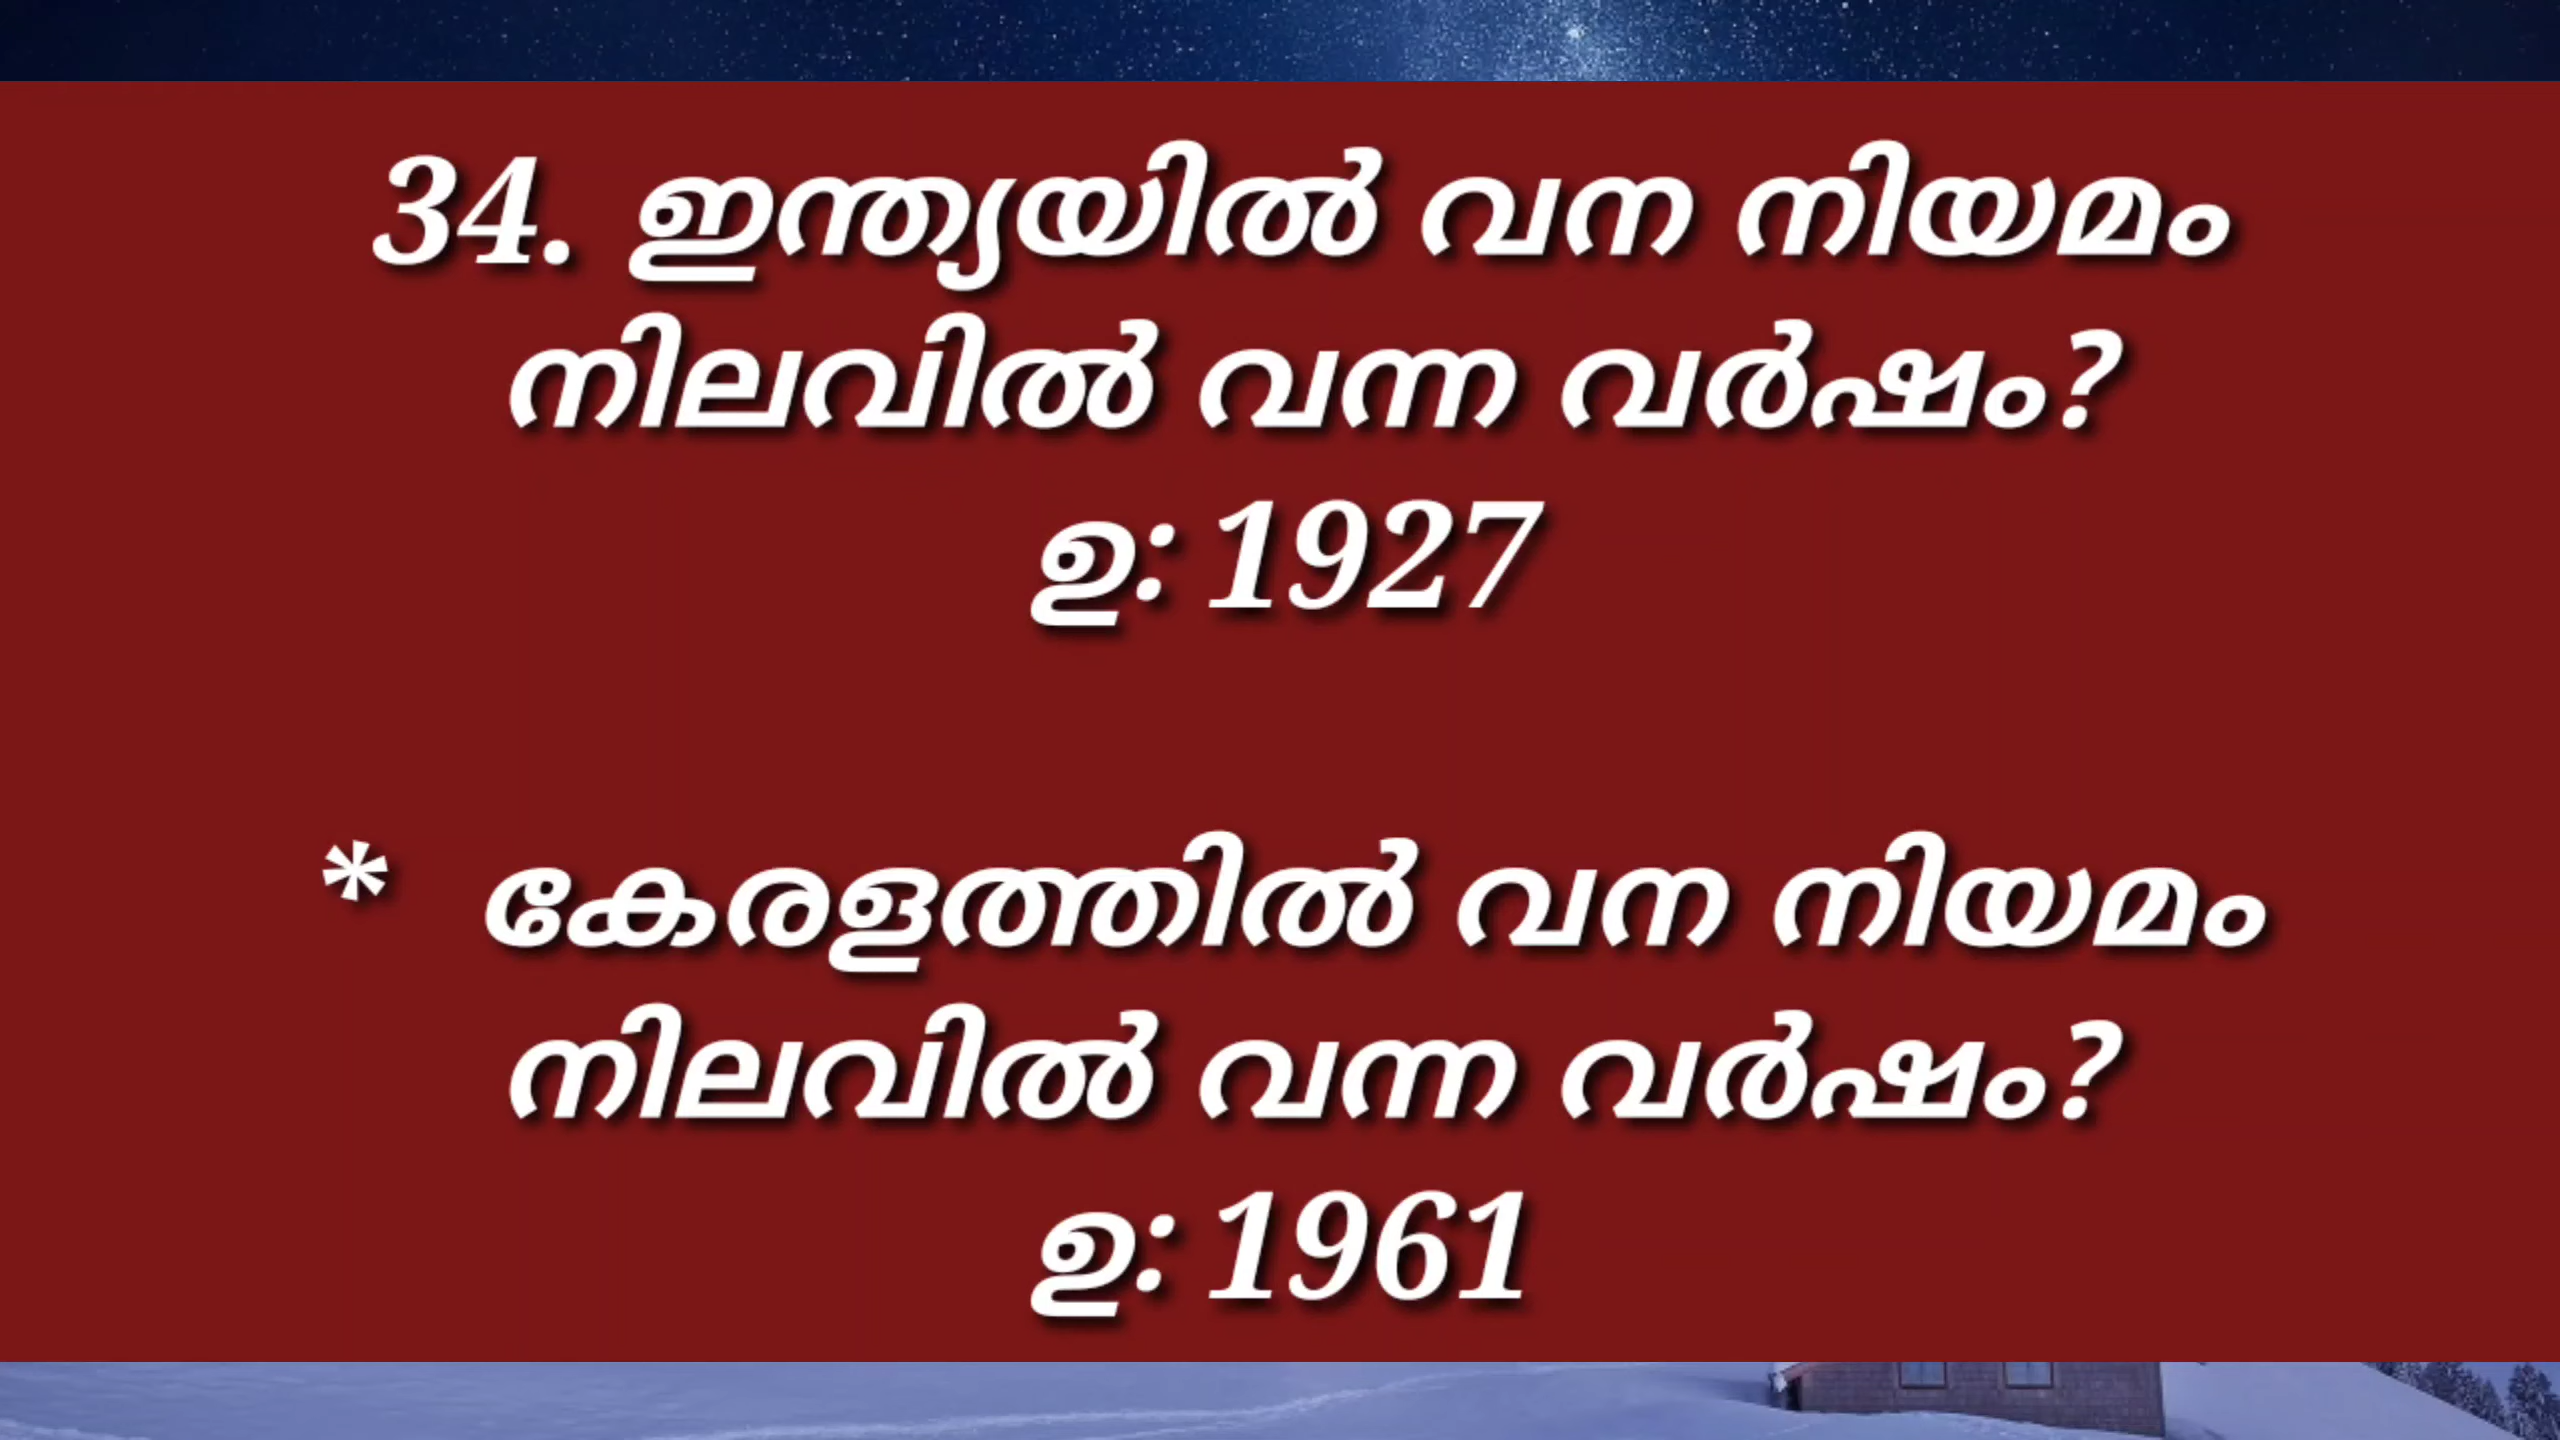 34. ഇന്ത്യയിൽ വന നിയമം
നിലവിൽ വന്ന വർഷം?
ഉ: 1927
* കേരളത്തിൽ വന നിയമം
നിലവിൽ വന്ന വർഷം?
ഉ: 1961